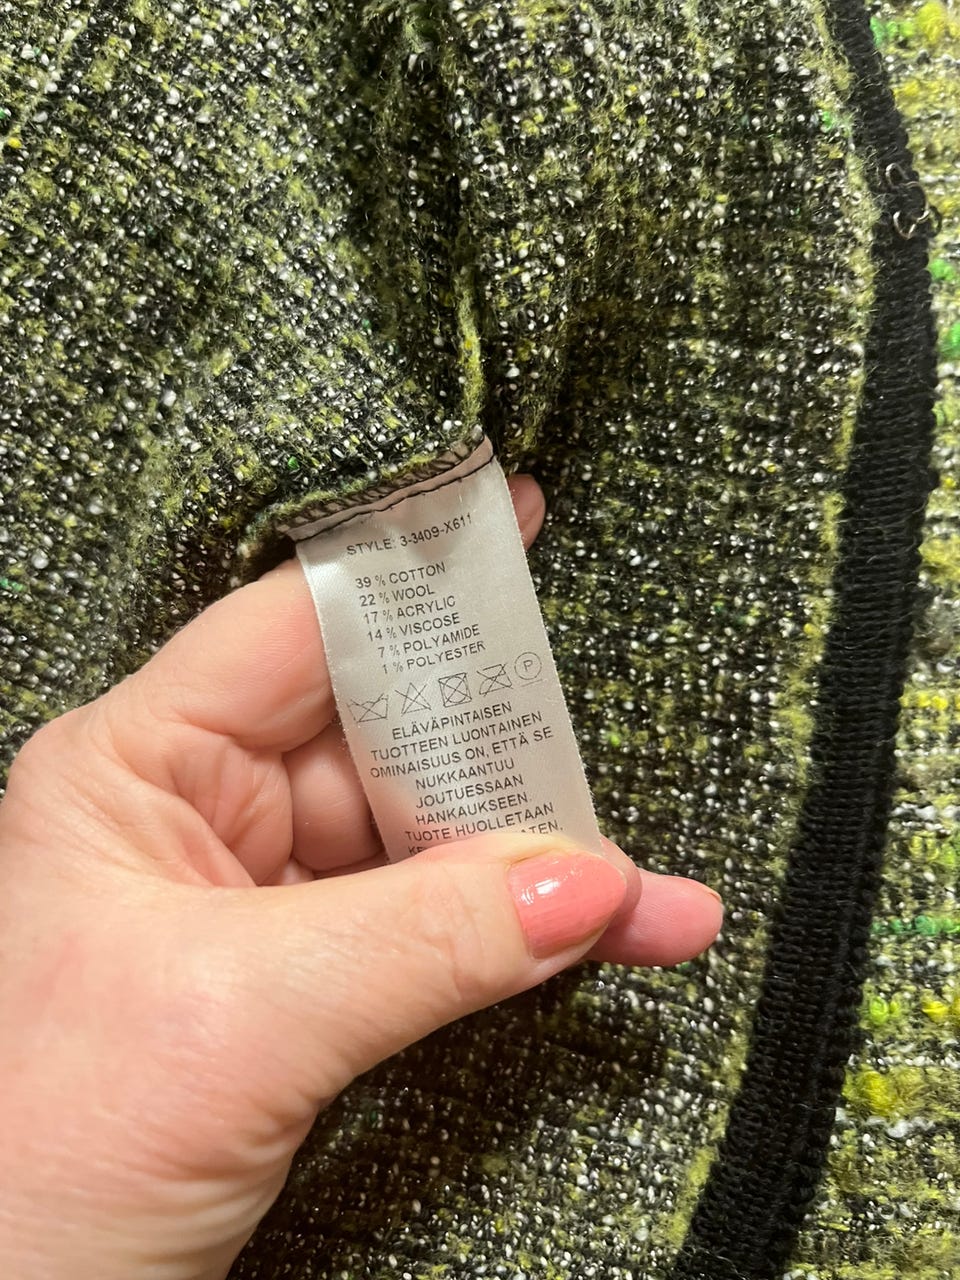 STYLE: 3-3409-X611
39 % COTTON
22 % WOOL
17 % ACRYLIC
14 % VISCOSE
7 % POLYAMIDE
1 % POLYESTER
P
ELÄVÄPINTAISEN
TUOTTEEN LUONTAINEN
OMINAISUUS ON, ETTÄ SE
NUKKAANTUU
JOUTUESSAAN
HANKAUKSEEN.
TUOTE HUOLLETAAN